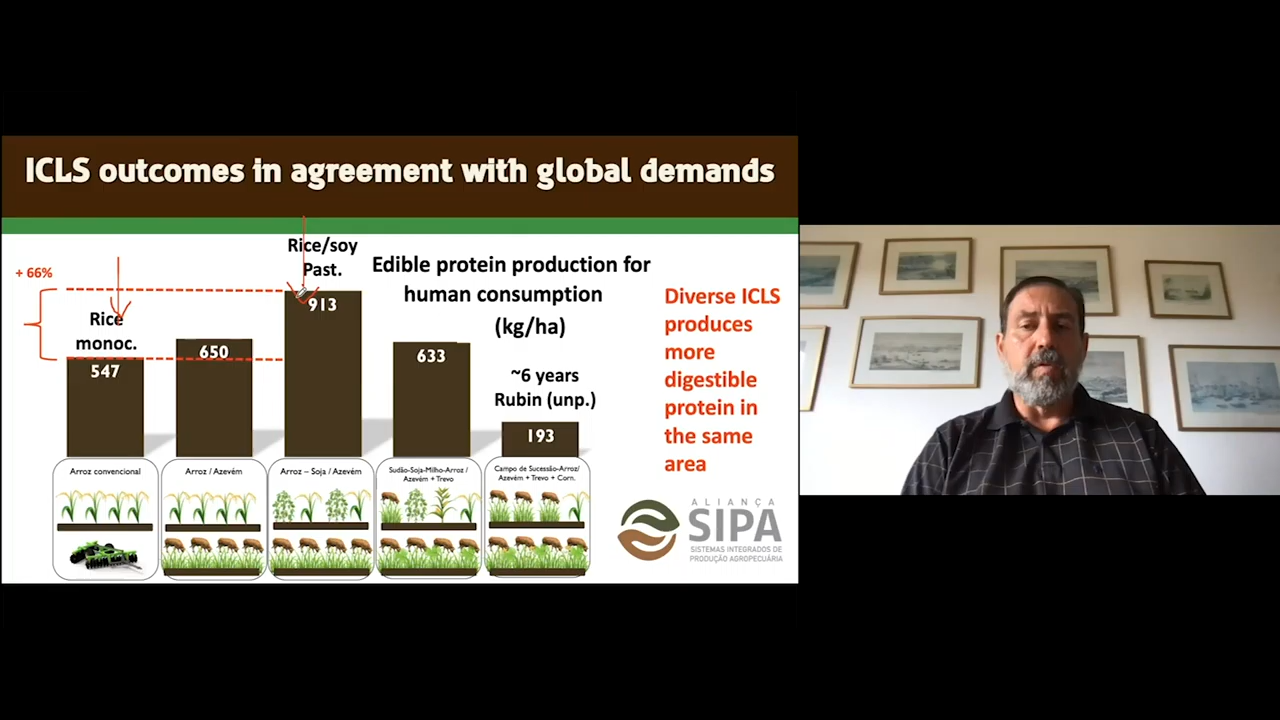 ICLS outcomes in agreement with global demands
+ 66%
Rice
monoc.
547
650
Rice/soy
Past.
913
Edible protein production for
human consumption
(kg/ha)
633
~6 years
Rubin (unp.)
193
Diverse ICLS
produces
more
digestible
protein in
the same
area
Arroz convencional
Arroz / Azevém
Arroz – Soja / Azevém
Sudão-Soja-Milho-Arroz /
Azevém + Trevo
Campo de Sucessão-Arroz/
Azevém + Trevo + Corn.
ALIANÇA
SIPA
SISTEMAS INTEGRADOS DE
PRODUÇÃO AGROPECUÁRIA